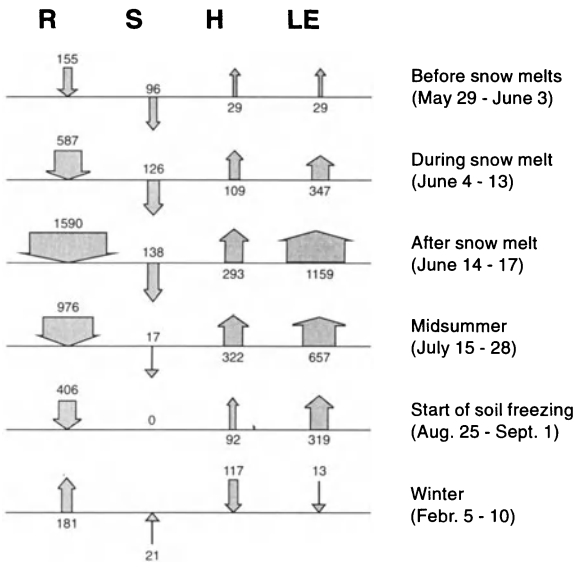 R S H LE
155
96
29 29
Before snow melts
(May 29 - June 3)
587
126
109 347
During snow melt
(June 4 - 13)
1590
138
293 1159
After snow melt
(June 14 - 17)
976
17
322 657
Midsummer
(July 15 - 28)
406
0
92 319
Start of soil freezing
(Aug. 25 - Sept. 1)
117 13
181
21
Winter
(Febr. 5 - 10)